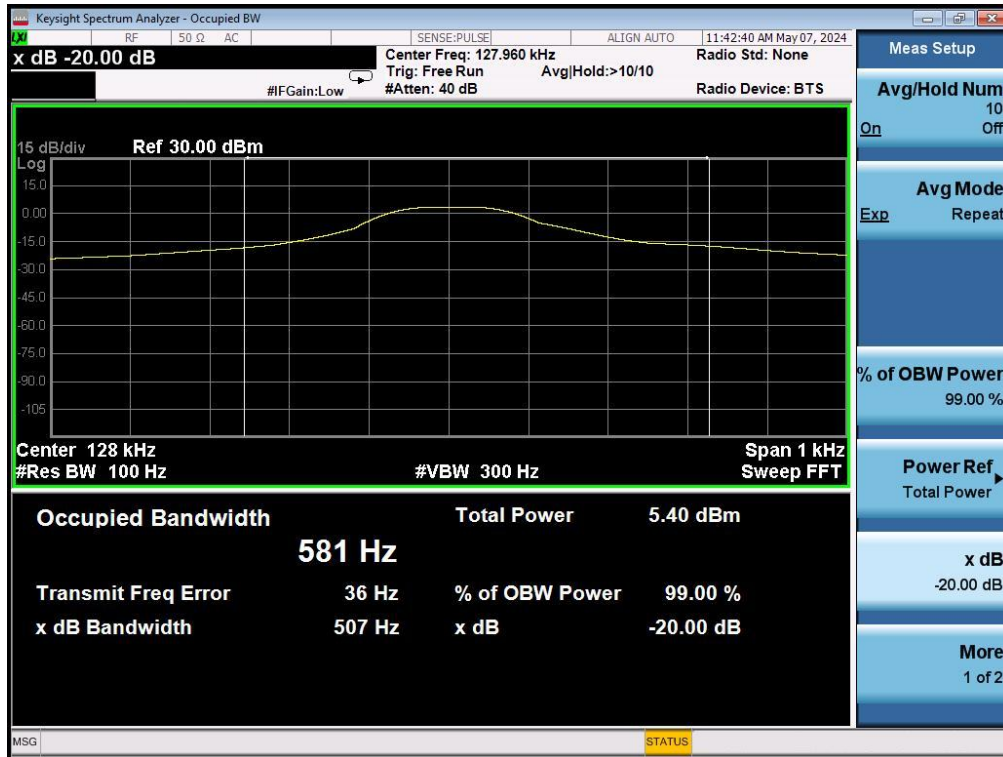 Keysight Spectrum Analyzer - Occupied BW
LXI RF 50 Ω AC SENSE:PULSE ALIGN AUTO 11:42:40 AM May 07, 2024
x dB -20.00 dB
Center Freq: 127.960 kHz Radio Std: None
Trig: Free Run Avg|Hold:>10/10
#IFGain:Low #Atten: 40 dB Radio Device: BTS
15 dB/div Ref 30.00 dBm
Log
15.0
0.00
-15.0
-30.0
-45.0
-60.0
-75.0
-90.0
-105
Center 128 kHz Span 1 kHz
#Res BW 100 Hz #VBW 300 Hz Sweep FFT
Occupied Bandwidth Total Power 5.40 dBm
581 Hz
Transmit Freq Error 36 Hz % of OBW Power 99.00 %
x dB Bandwidth 507 Hz x dB -20.00 dB
MSG STATUS
Meas Setup
Avg/Hold Num
10
On Off
Avg Mode
Exp Repeat
% of OBW Power
99.00 %
Power Ref
Total Power
x dB
-20.00 dB
More
1 of 2